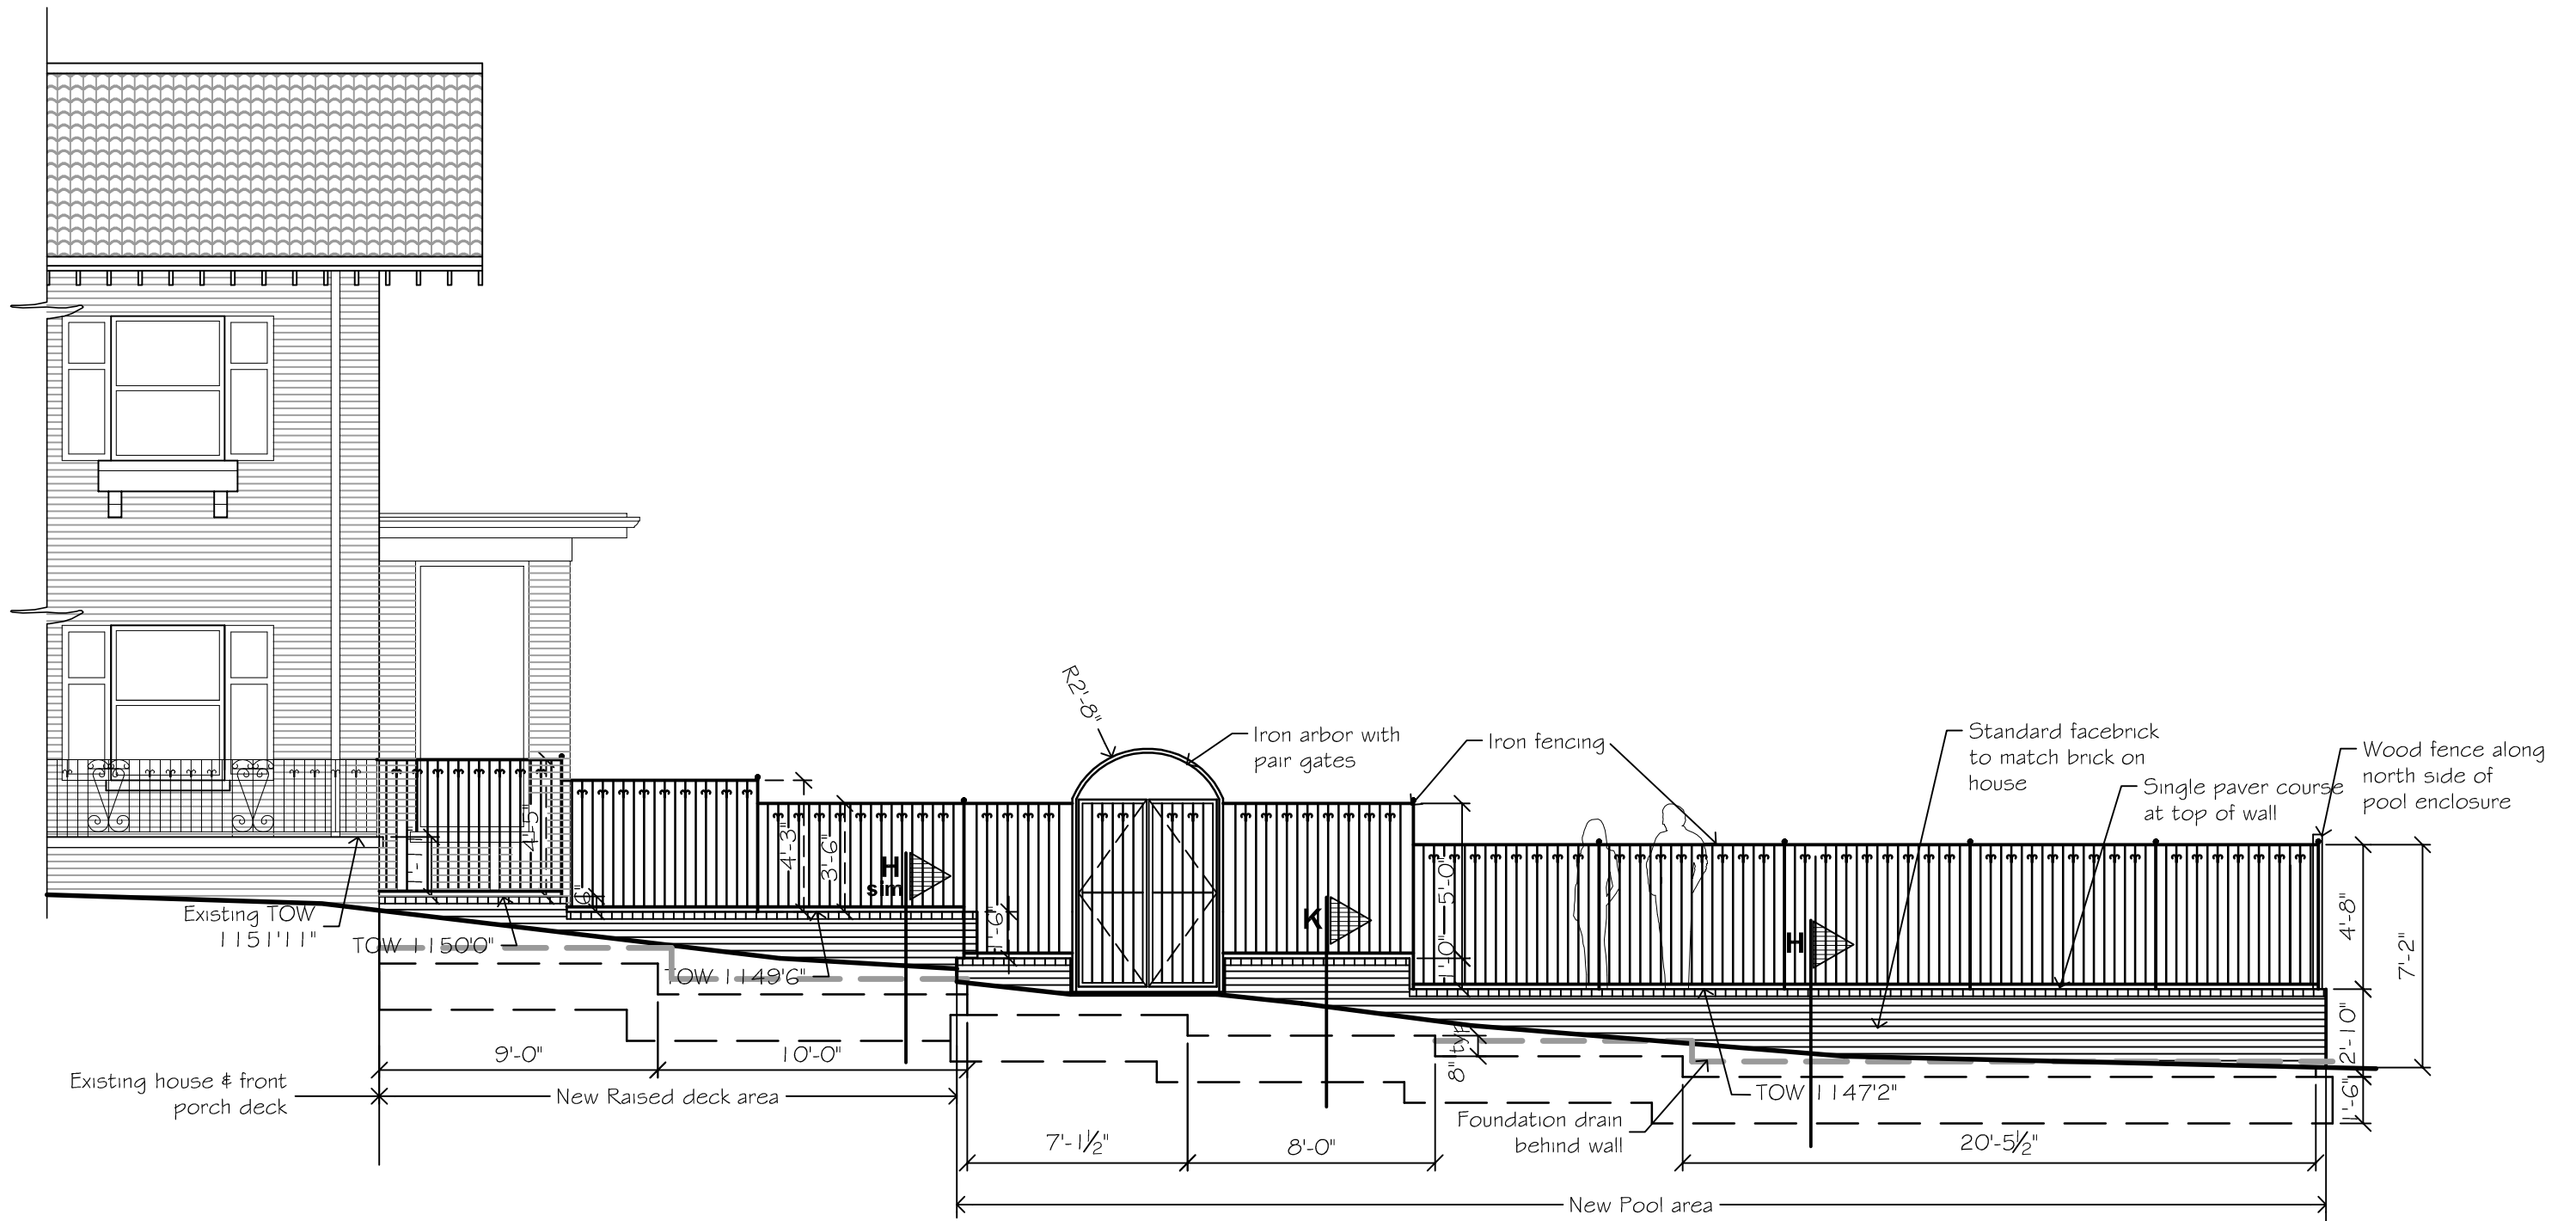 R2'-8"
Iron arbor with
pair gates
Iron fencing
Standard facebrick
to match brick on
house
Wood fence along
north side of
pool enclosure
Single paver course
at top of wall
4'-5"
4'-3"
3'-6"
H
sim
6"
1'-6"
K
5'-0"
1'-0"
H
4'-8"
7'-2"
Existing TOW
1151'11"
TOW 1150'0"
TOW 1149'6"
2'-10"
1'-6"
9'-0"
10'-0"
8" typ
Existing house & front
porch deck
New Raised deck area
TOW 1147'2"
Foundation drain
behind wall
7'-1½"
8'-0"
20'-5½"
New Pool area